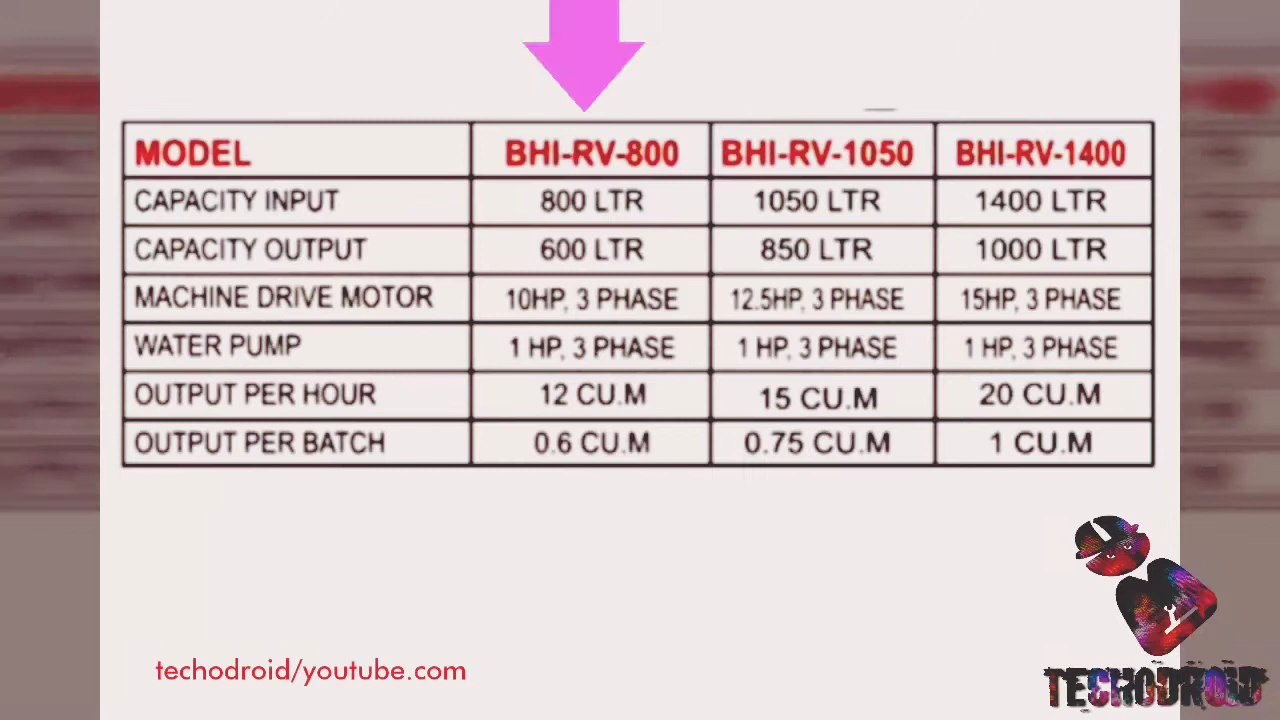 MODEL BHI-RV-800 BHI-RV-1050 BHI-RV-1400
CAPACITY INPUT 800 LTR 1050 LTR 1400 LTR
CAPACITY OUTPUT 600 LTR 850 LTR 1000 LTR
MACHINE DRIVE MOTOR 10HP, 3 PHASE 12.5HP, 3 PHASE 15HP, 3 PHASE
WATER PUMP 1 HP, 3 PHASE 1 HP, 3 PHASE 1 HP, 3 PHASE
OUTPUT PER HOUR 12 CU.M 15 CU.M 20 CU.M
OUTPUT PER BATCH 0.6 CU.M 0.75 CU.M 1 CU.M
techodroid/youtube.com
TECHODROID